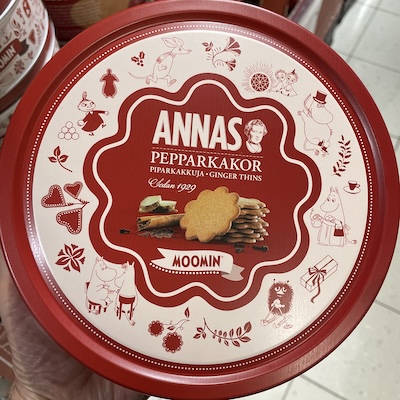 ANNAS
PEPPARKAKOR
PIPARKAKKUJA • GINGER THINS
Sedan 1929
MOOMIN